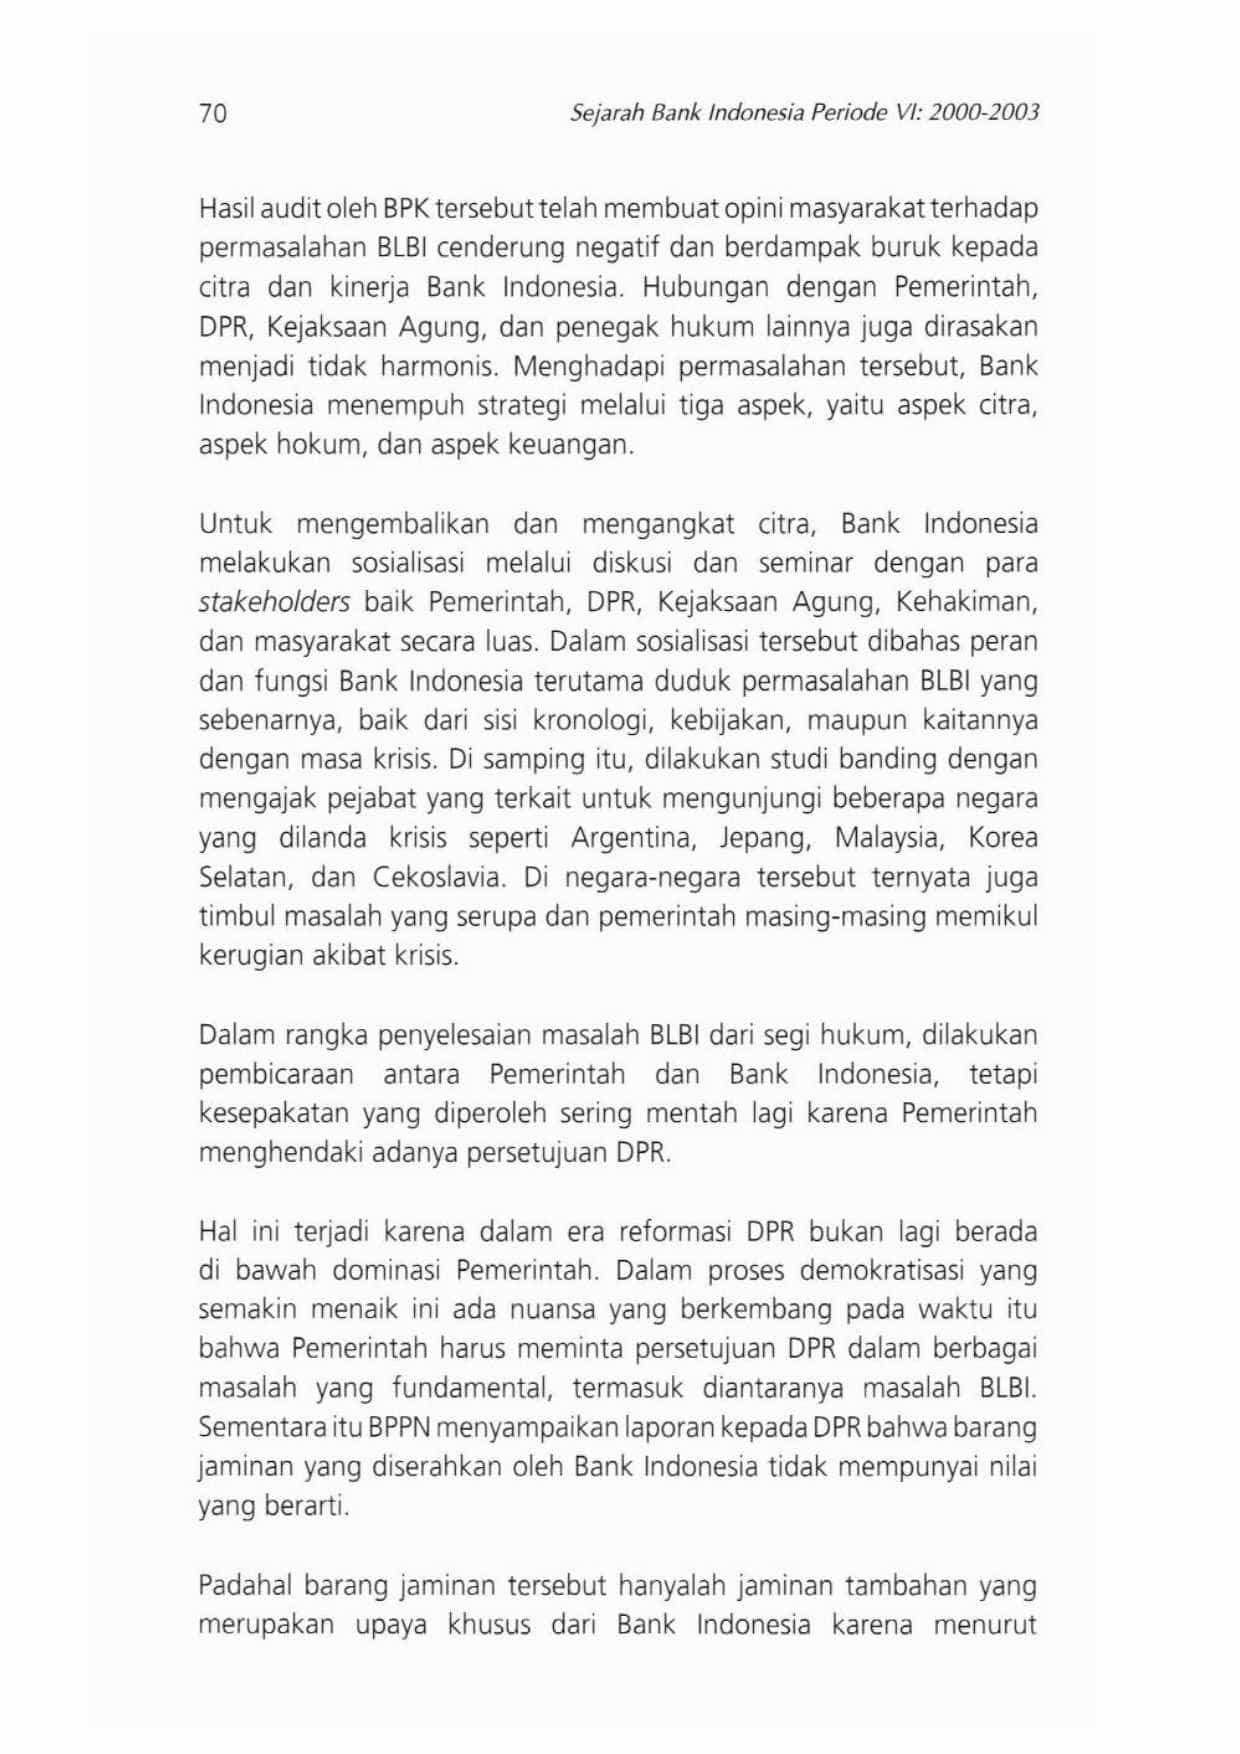 70
Sejarah Bank Indonesia Periode VI: 2000-2003
Hasil audit oleh BPK tersebut telah membuat opini masyarakat terhadap
permasalahan BLBI cenderung negatif dan berdampak buruk kepada
citra dan kinerja Bank Indonesia. Hubungan dengan Pemerintah,
DPR, Kejaksaan Agung, dan penegak hukum lainnya juga dirasakan
menjadi tidak harmonis. Menghadapi permasalahan tersebut, Bank
Indonesia menempuh strategi melalui tiga aspek, yaitu aspek citra,
aspek hokum, dan aspek keuangan.
Untuk mengembalikan dan mengangkat citra, Bank Indonesia
melakukan sosialisasi melalui diskusi dan seminar dengan para
stakeholders baik Pemerintah, DPR, Kejaksaan Agung, Kehakiman,
dan masyarakat secara luas. Dalam sosialisasi tersebut dibahas peran
dan fungsi Bank Indonesia terutama duduk permasalahan BLBI yang
sebenarnya, baik dari sisi kronologi, kebijakan, maupun kaitannya
dengan masa krisis. Di samping itu, dilakukan studi banding dengan
mengajak pejabat yang terkait untuk mengunjungi beberapa negara
yang dilanda krisis seperti Argentina, Jepang, Malaysia, Korea
Selatan, dan Cekoslavia. Di negara-negara tersebut ternyata juga
timbul masalah yang serupa dan pemerintah masing-masing memikul
kerugian akibat krisis.
Dalam rangka penyelesaian masalah BLBI dari segi hukum, dilakukan
pembicaraan antara Pemerintah dan Bank Indonesia, tetapi
kesepakatan yang diperoleh sering mentah lagi karena Pemerintah
menghendaki adanya persetujuan DPR.
Hal ini terjadi karena dalam era reformasi DPR bukan lagi berada
di bawah dominasi Pemerintah. Dalam proses demokratisasi yang
semakin menaik ini ada nuansa yang berkembang pada waktu itu
bahwa Pemerintah harus meminta persetujuan DPR dalam berbagai
masalah yang fundamental, termasuk diantaranya masalah BLBI.
Sementara itu BPPN menyampaikan laporan kepada DPR bahwa barang
jaminan yang diserahkan oleh Bank Indonesia tidak mempunyai nilai
yang berarti.
Padahal barang jaminan tersebut hanyalah jaminan tambahan yang
merupakan upaya khusus dari Bank Indonesia karena menurut